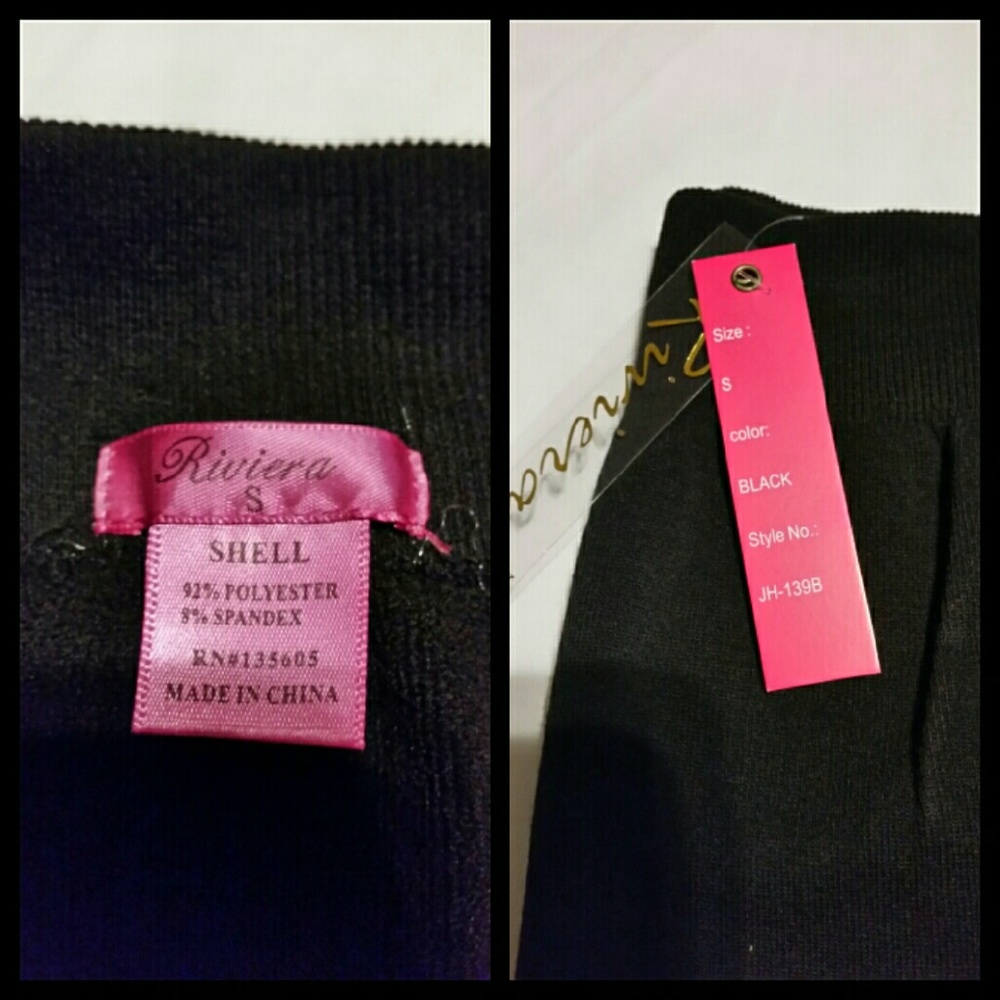 Riviera
S
SHELL
92% POLYESTER
8% SPANDEX
RN#135605
MADE IN CHINA
Riviera
Size :
S
color:
BLACK
Style No.:
JH-139B